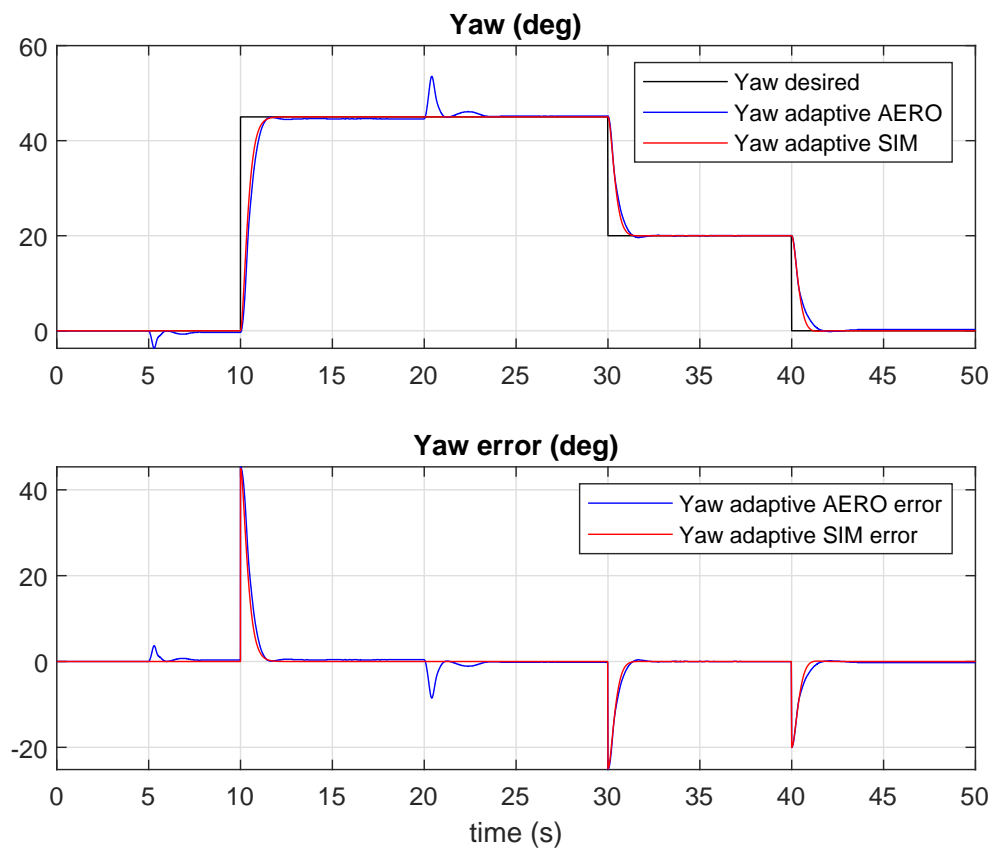 Yaw (deg)
60
40
20
0
Yaw desired
Yaw adaptive AERO
Yaw adaptive SIM
0 5 10 15 20 25 30 35 40 45 50
Yaw error (deg)
40
20
0
-20
Yaw adaptive AERO error
Yaw adaptive SIM error
0 5 10 15 20 25 30 35 40 45 50
time (s)